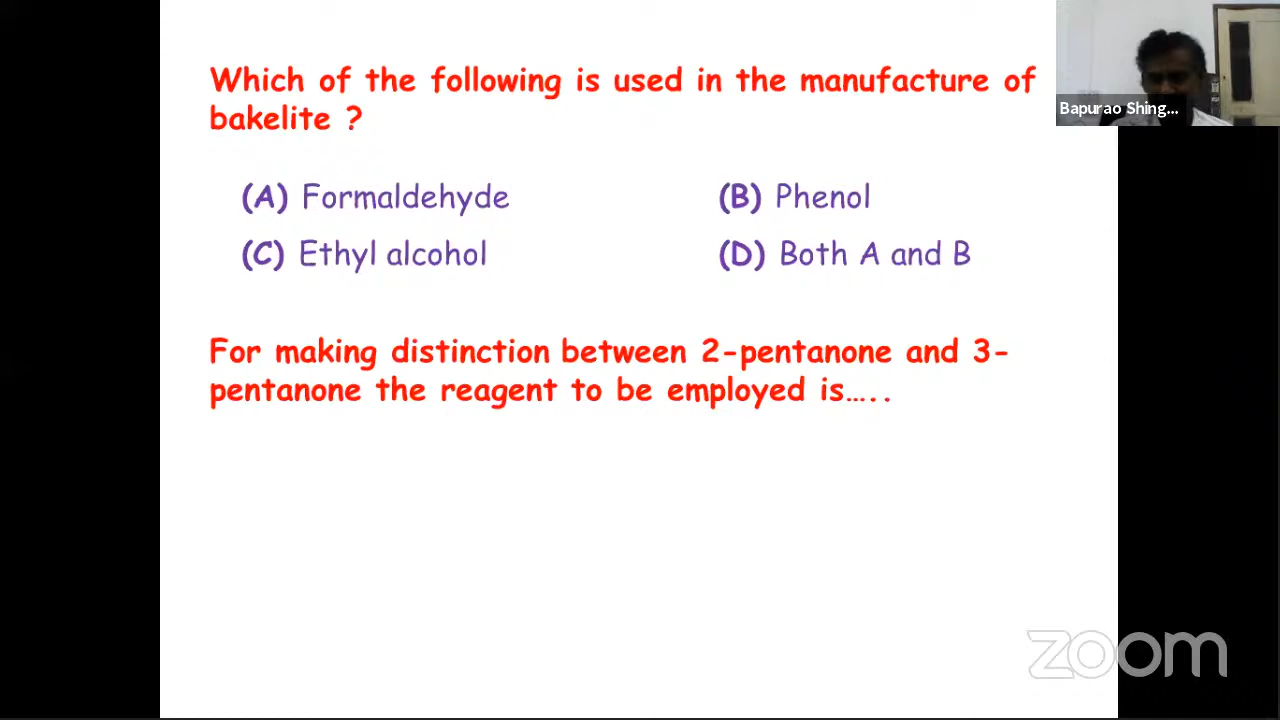 Which of the following is used in the manufacture of
bakelite ?
Bapurao Shing...
(A) Formaldehyde
(B) Phenol
(C) Ethyl alcohol
(D) Both A and B
For making distinction between 2-pentanone and 3-
pentanone the reagent to be employed is…..
zoom